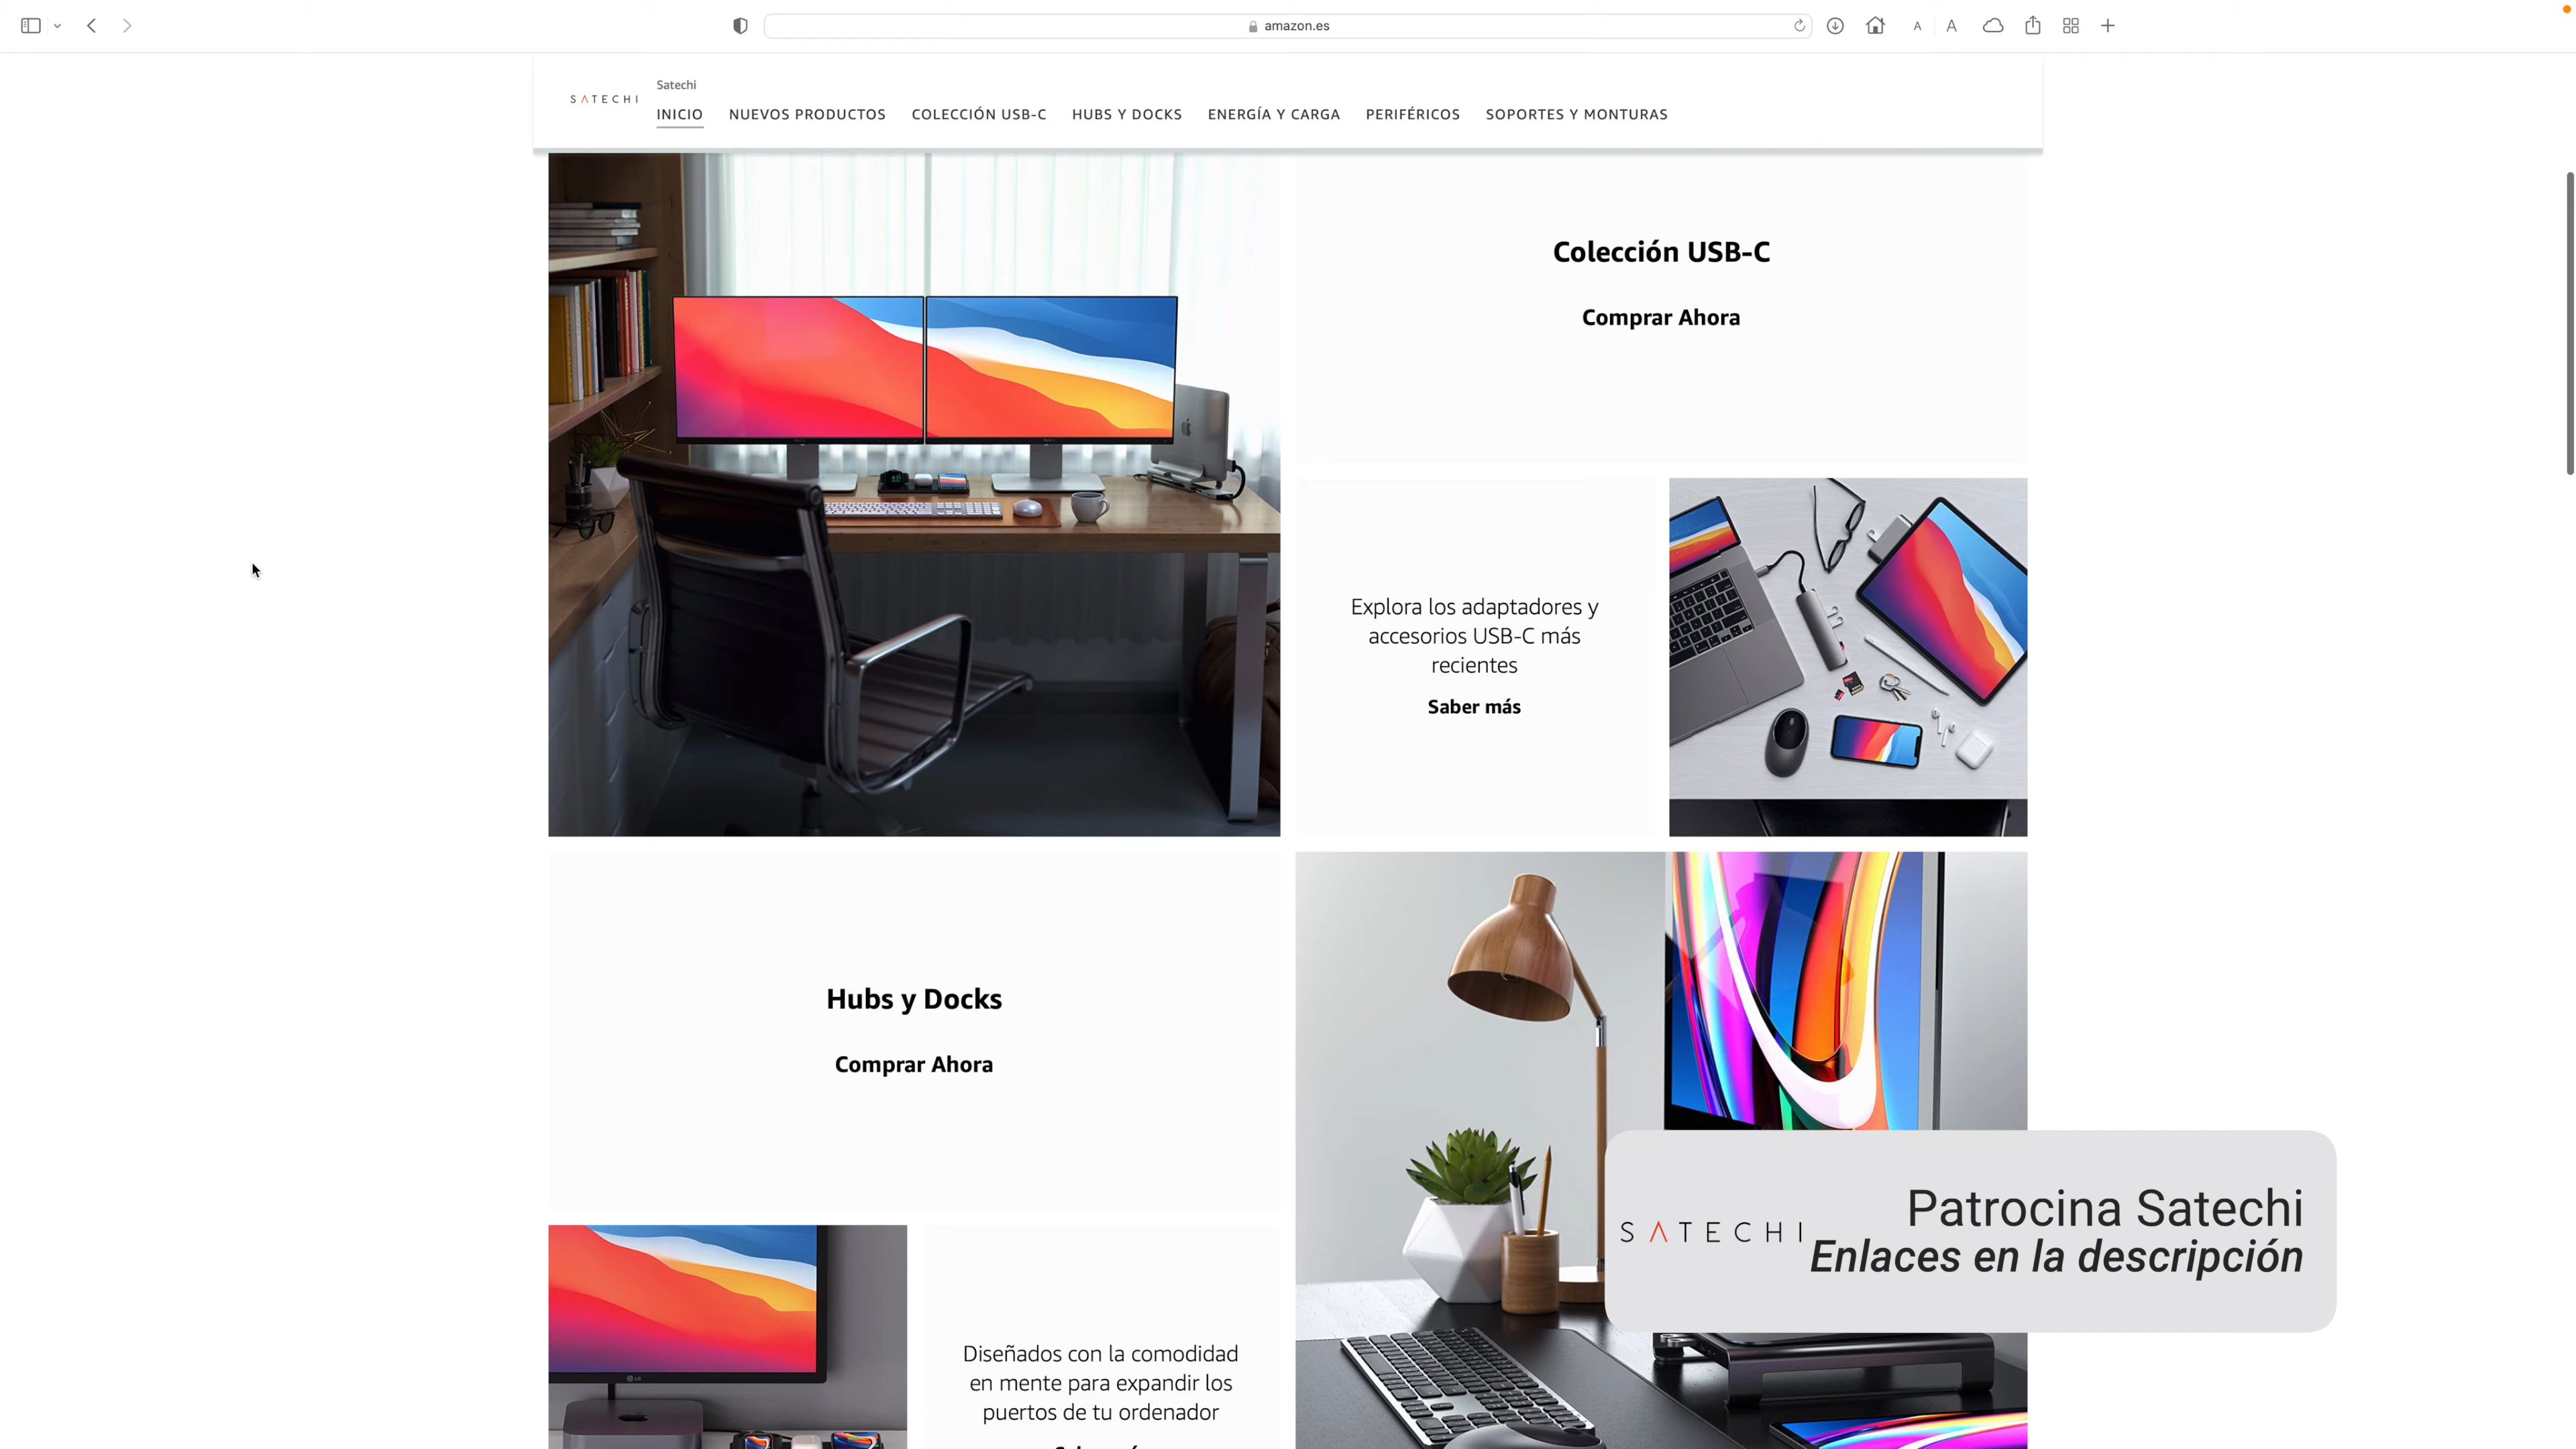 amazon.es
A A
Satechi
SATECHI
INICIO NUEVOS PRODUCTOS COLECCIÓN USB-C HUBS Y DOCKS ENERGÍA Y CARGA PERIFÉRICOS SOPORTES Y MONTURAS
Colección USB-C
Comprar Ahora
Explora los adaptadores y
accesorios USB-C más
recientes
Saber más
Hubs y Docks
Comprar Ahora
Diseñados con la comodidad
en mente para expandir los
puertos de tu ordenador
LG
SATECHI
Patrocina Satechi
Enlaces en la descripción